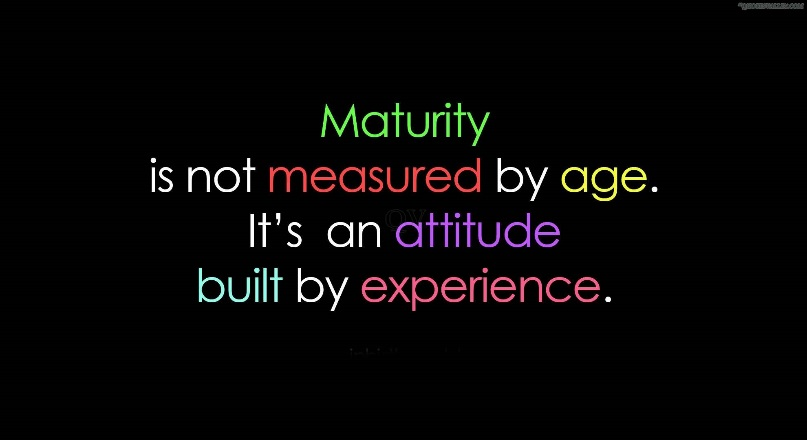 Maturity
is not measured by age.
It's an attitude
built by experience.